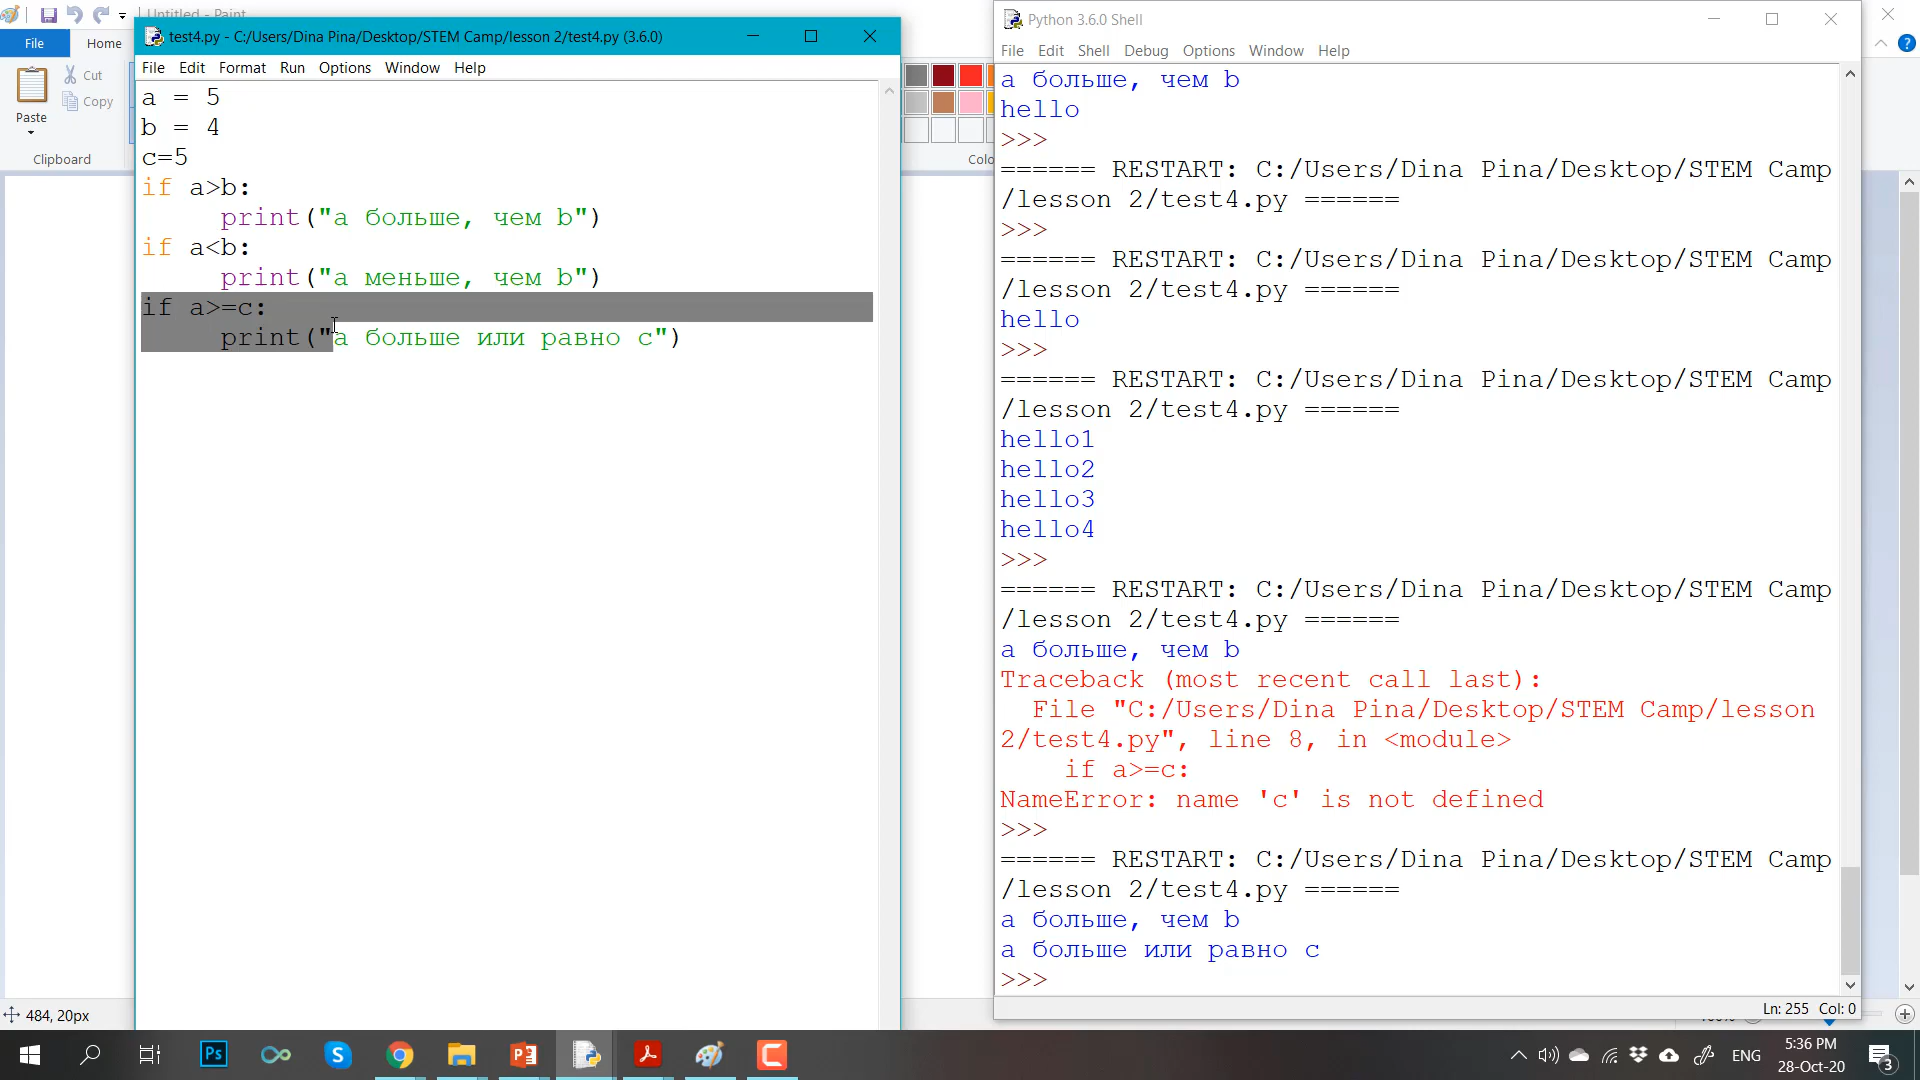 Untitled - Paint
File
Home
Cut
Copy
Paste
Clipboard
Colo
484, 20px
test4.py - C:/Users/Dina Pina/Desktop/STEM Camp/lesson 2/test4.py (3.6.0)
File Edit Format Run Options Window Help
a = 5
b = 4
c=5
if a>b:
print("а больше, чем b")
if a<b:
print("а меньше, чем b")
if a>=c:
print("а больше или равно с")
Python 3.6.0 Shell
File Edit Shell Debug Options Window Help
а больше, чем b
hello
>>>
====== RESTART: C:/Users/Dina Pina/Desktop/STEM Camp
/lesson 2/test4.py ======
>>>
====== RESTART: C:/Users/Dina Pina/Desktop/STEM Camp
/lesson 2/test4.py ======
hello
>>>
====== RESTART: C:/Users/Dina Pina/Desktop/STEM Camp
/lesson 2/test4.py ======
hello1
hello2
hello3
hello4
>>>
====== RESTART: C:/Users/Dina Pina/Desktop/STEM Camp
/lesson 2/test4.py ======
а больше, чем b
Traceback (most recent call last):
File "C:/Users/Dina Pina/Desktop/STEM Camp/lesson
2/test4.py", line 8, in <module>
if a>=c:
NameError: name 'c' is not defined
>>>
====== RESTART: C:/Users/Dina Pina/Desktop/STEM Camp
/lesson 2/test4.py ======
а больше, чем b
а больше или равно с
>>>
Ln: 255 Col: 0
Ps
ENG
5:36 PM
28-Oct-20
3